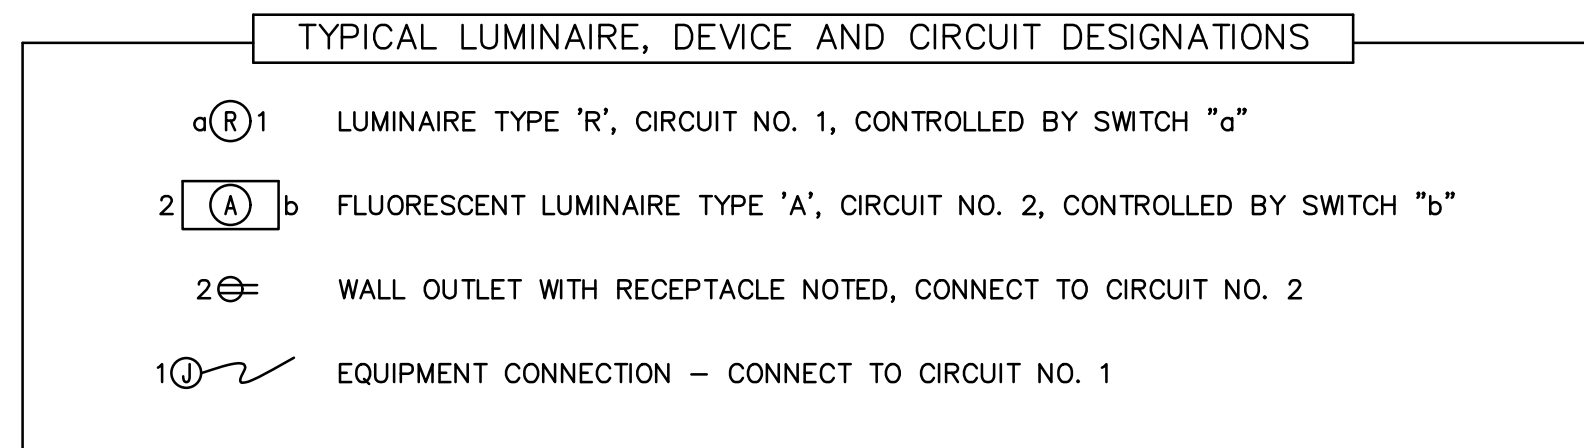 TYPICAL LUMINAIRE, DEVICE AND CIRCUIT DESIGNATIONS
a R 1 LUMINAIRE TYPE 'R', CIRCUIT NO. 1, CONTROLLED BY SWITCH "a"
2 A b FLUORESCENT LUMINAIRE TYPE 'A', CIRCUIT NO. 2, CONTROLLED BY SWITCH "b"
2 WALL OUTLET WITH RECEPTACLE NOTED, CONNECT TO CIRCUIT NO. 2
1 J EQUIPMENT CONNECTION – CONNECT TO CIRCUIT NO. 1